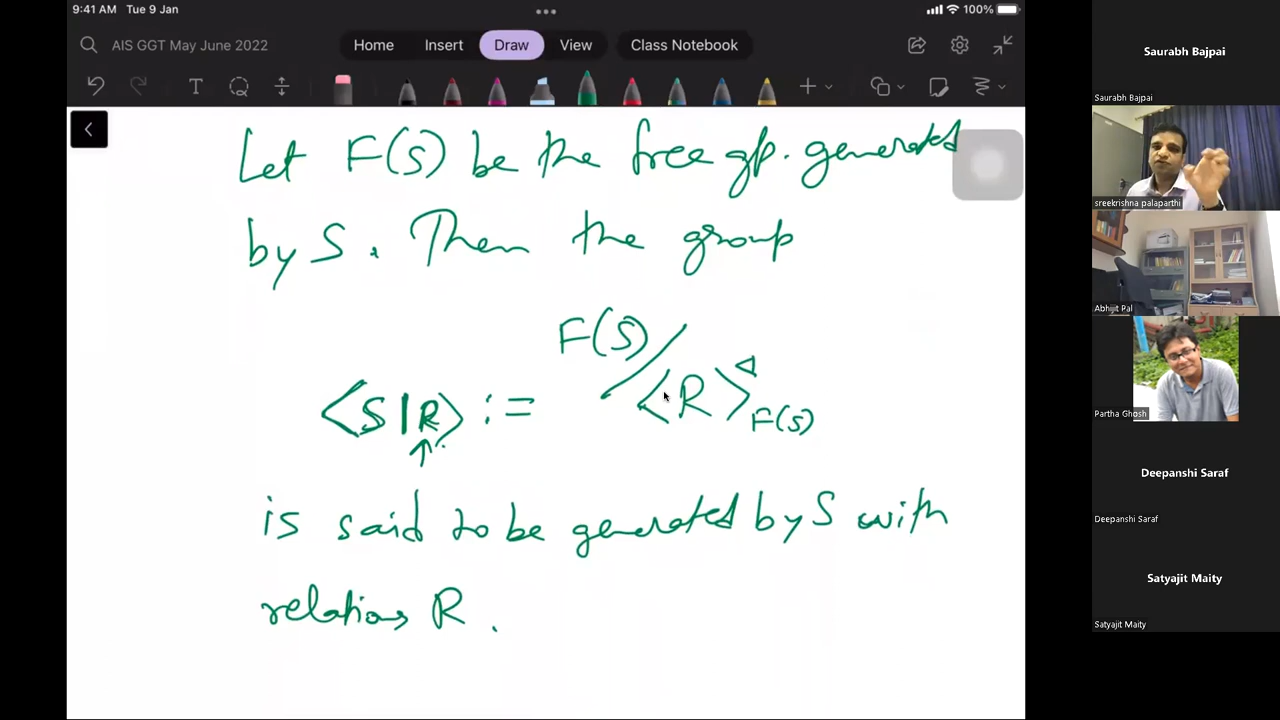 9:41 AM Tue 9 Jan
100%
AIS GGT May June 2022
Home Insert Draw View Class Notebook
Let F(S) be the free gp. generated
by S. Then the group
<S|R> := F(S)/<R>◁F(S)
is said to be generated by S with
relations R.
Saurabh Bajpai
Saurabh Bajpai
sreekrishna palaparthi
Abhijit Pal
Partha Ghosh
Deepanshi Saraf
Deepanshi Saraf
Satyajit Maity
Satyajit Maity